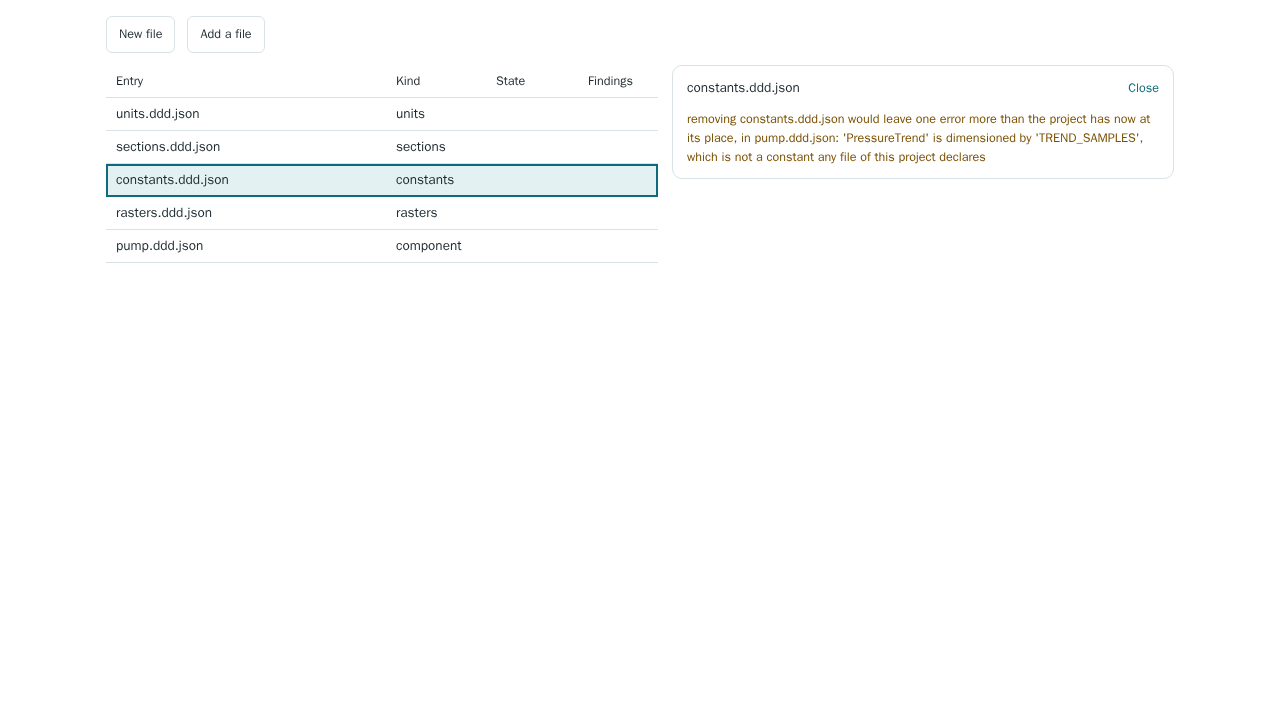 New file Add a file
Entry Kind State Findings
units.ddd.json units
sections.ddd.json sections
constants.ddd.json constants
rasters.ddd.json rasters
pump.ddd.json component
constants.ddd.json Close
removing constants.ddd.json would leave one error more than the project has now at
its place, in pump.ddd.json: 'PressureTrend' is dimensioned by 'TREND_SAMPLES',
which is not a constant any file of this project declares